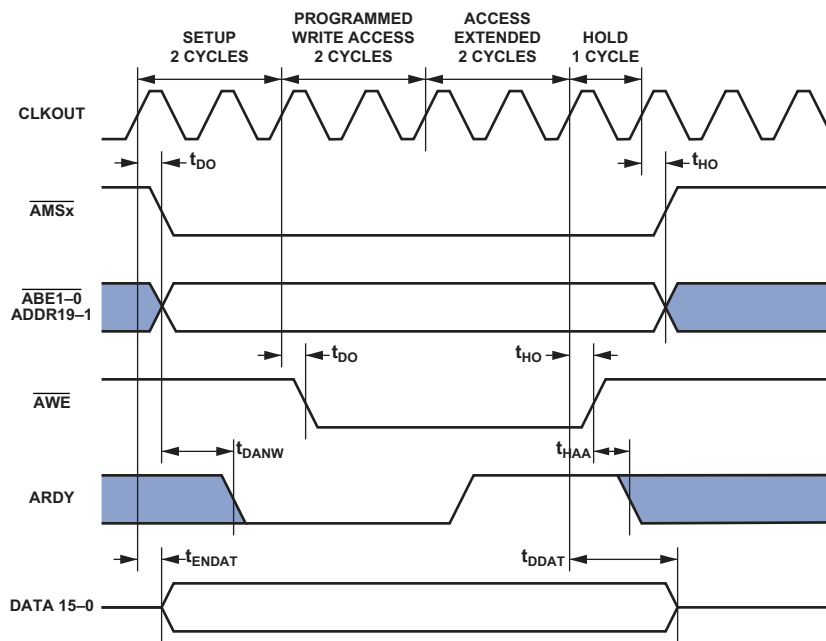 SETUP
2 CYCLES
PROGRAMMED
WRITE ACCESS
2 CYCLES
ACCESS
EXTENDED
2 CYCLES
HOLD
1 CYCLE
CLKOUT
tDO
tHO
AMSx
ABE1–0
ADDR19–1
tDO
tHO
AWE
tDANW
tHAA
ARDY
tENDAT
tDDAT
DATA 15–0